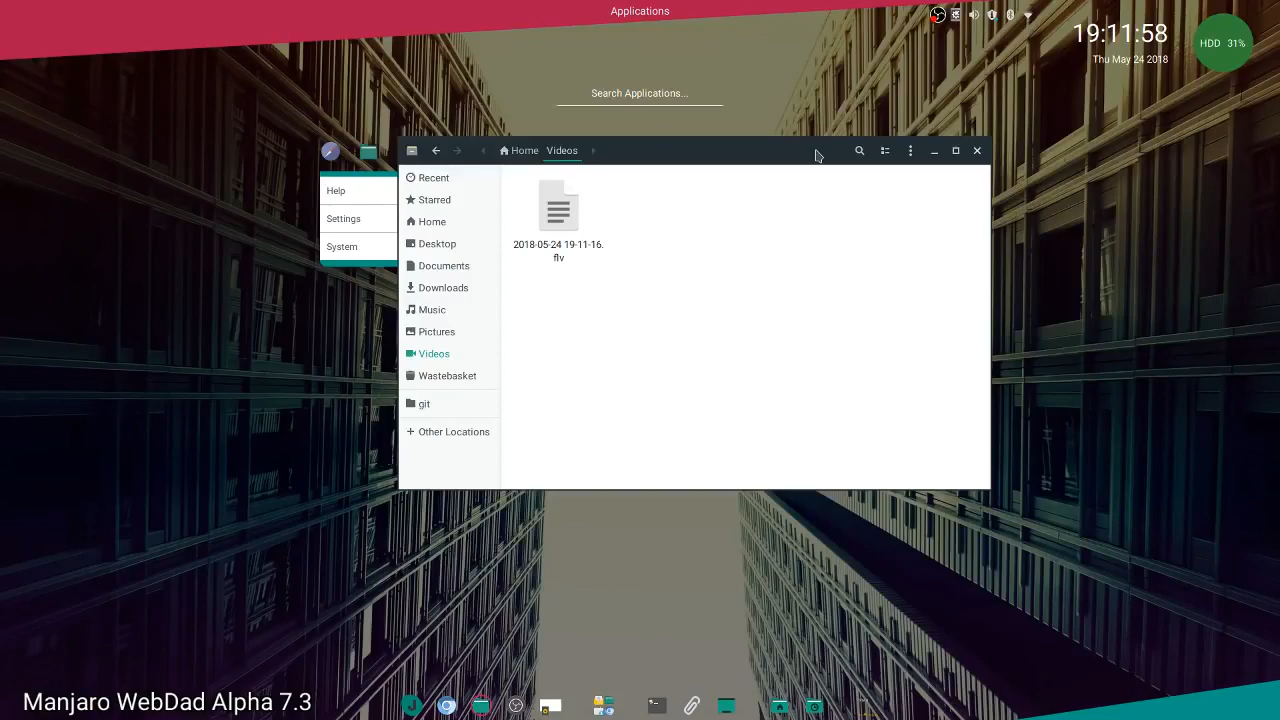 Applications
19:11:58
Thu May 24 2018
HDD 31%
Search Applications...
Home
Videos
Help
Settings
System
Recent
Starred
Home
Desktop
Documents
Downloads
Music
Pictures
Videos
Wastebasket
git
Other Locations
2018-05-24 19-11-16.
flv
Manjaro WebDad Alpha 7.3
J